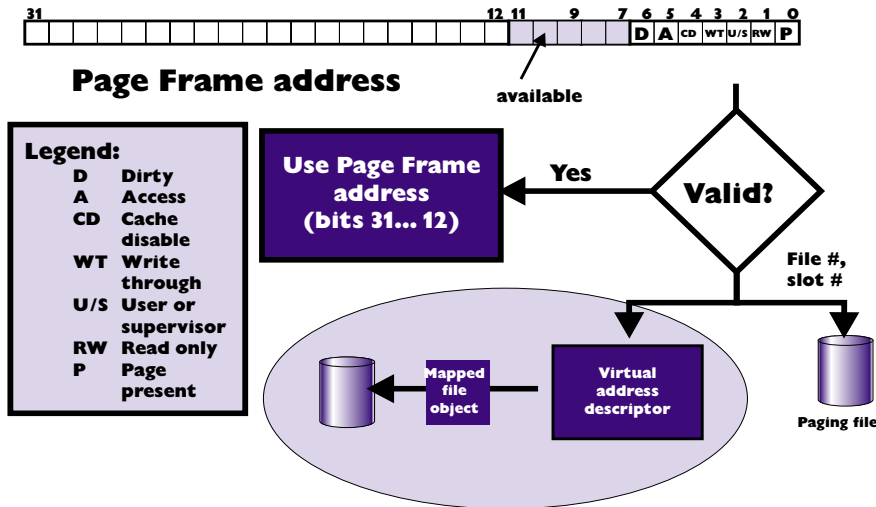 31 12 11 9 7 6 5 4 3 2 1 0
D A CD WT U/S RW P
Page Frame address
available
Legend:
D Dirty
A Access
CD Cache
disable
WT Write
through
U/S User or
supervisor
RW Read only
P Page
present
Use Page Frame
address
(bits 31... 12)
Yes
Valid?
File #,
slot #
Mapped
file
object
Virtual
address
descriptor
Paging file